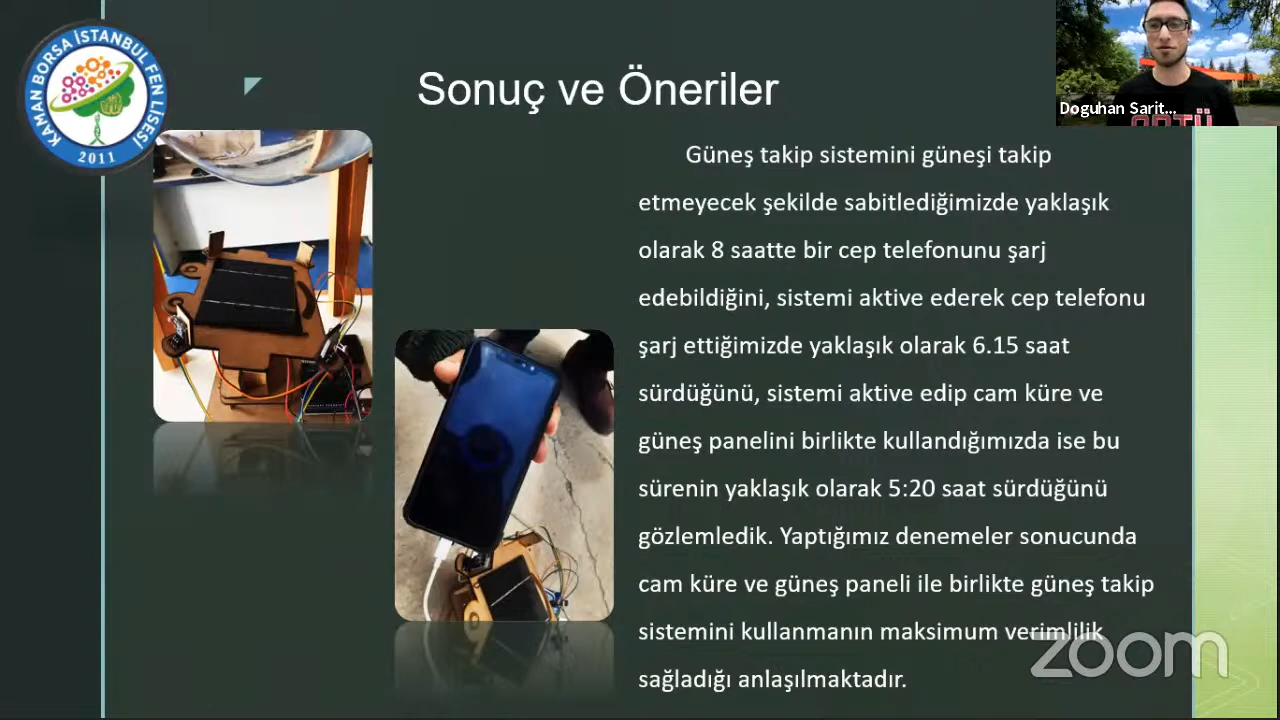 KAMAN BORSA İSTANBUL FEN LİSESİ
2011
Sonuç ve Öneriler
Doguhan Sarit...
ODTÜ
Güneş takip sistemini güneşi takip
etmeyecek şekilde sabitlediğimizde yaklaşık
olarak 8 saatte bir cep telefonunu şarj
edebildiğini, sistemi aktive ederek cep telefonu
şarj ettiğimizde yaklaşık olarak 6.15 saat
sürdüğünü, sistemi aktive edip cam küre ve
güneş panelini birlikte kullandığımızda ise bu
sürenin yaklaşık olarak 5:20 saat sürdüğünü
gözlemledik. Yaptığımız denemeler sonucunda
cam küre ve güneş paneli ile birlikte güneş takip
sistemini kullanmanın maksimum verimlilik
sağladığı anlaşılmaktadır.
zoom